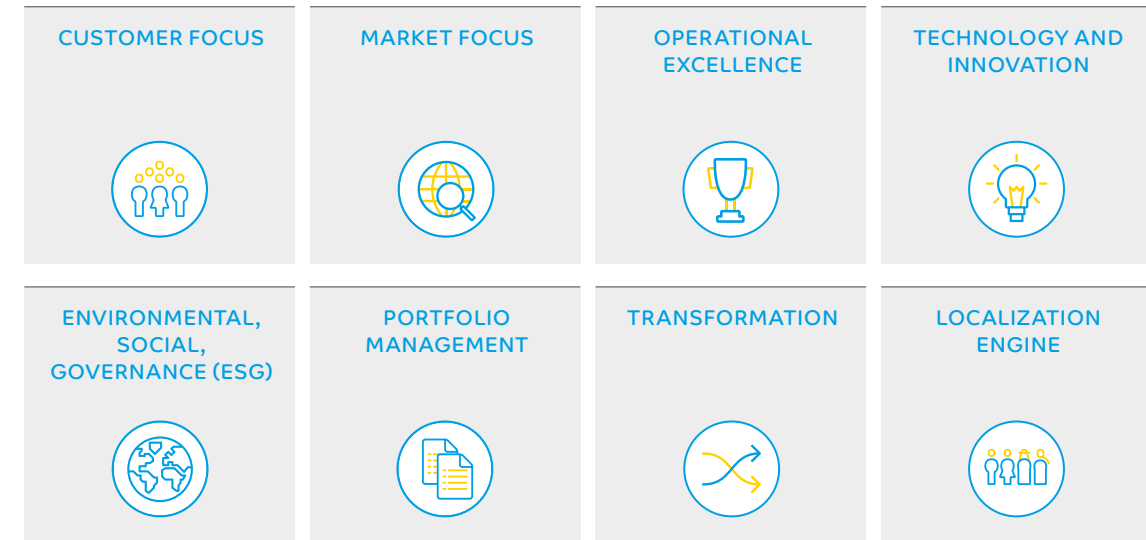 CUSTOMER FOCUS
MARKET FOCUS
OPERATIONAL
EXCELLENCE
TECHNOLOGY AND
INNOVATION
ENVIRONMENTAL,
SOCIAL,
GOVERNANCE (ESG)
PORTFOLIO
MANAGEMENT
TRANSFORMATION
LOCALIZATION
ENGINE